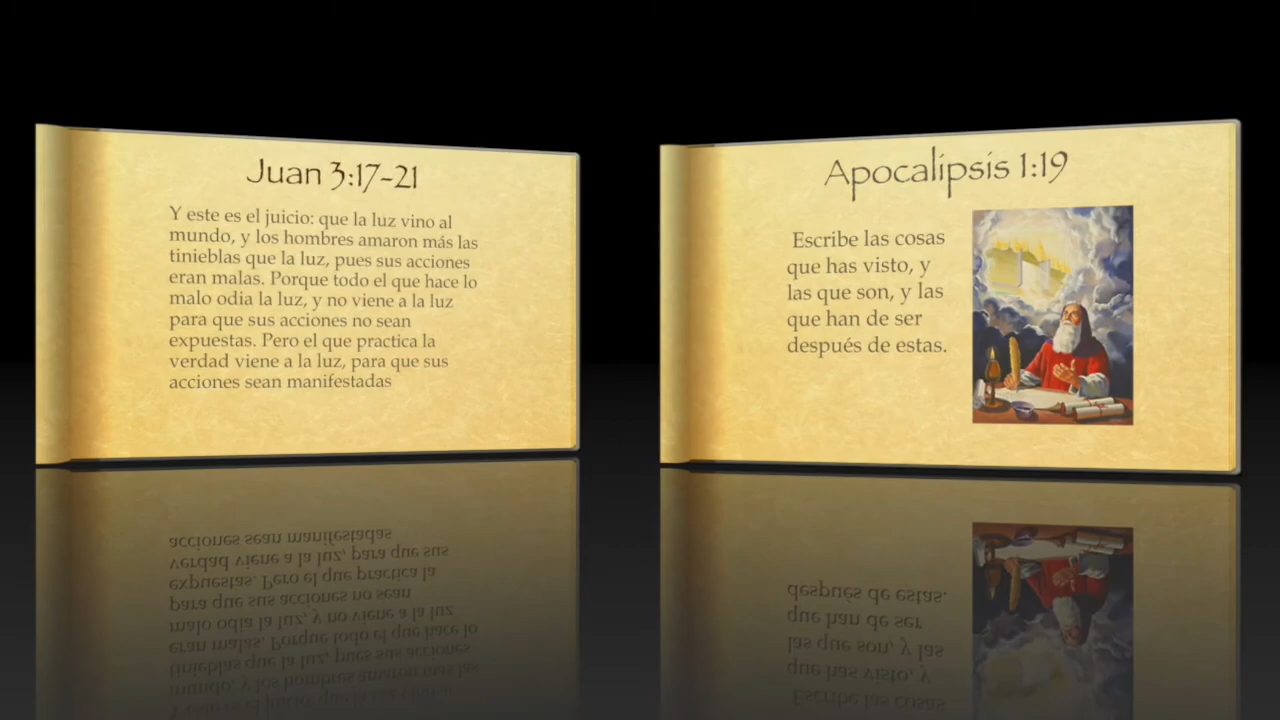 Juan 3:17-21
Y este es el juicio: que la luz vino al
mundo, y los hombres amaron más las
tinieblas que la luz, pues sus acciones
eran malas. Porque todo el que hace lo
malo odia la luz, y no viene a la luz
para que sus acciones no sean
expuestas. Pero el que practica la
verdad viene a la luz, para que sus
acciones sean manifestadas
Apocalipsis 1:19
Escribe las cosas
que has visto, y
las que son, y las
que han de ser
después de estas.